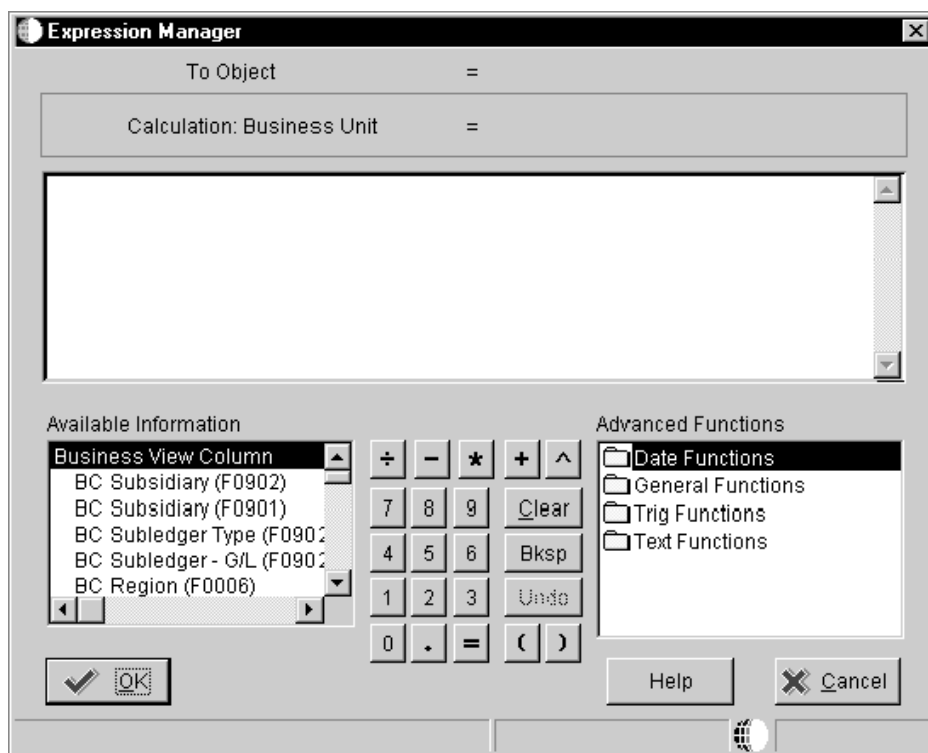 Expression Manager
To Object =
Calculation: Business Unit =
Available Information
Business View Column
BC Subsidiary (F0902)
BC Subsidiary (F0901)
BC Subledger Type (F0902
BC Subledger - G/L (F0902
BC Region (F0006)
÷ − * + ^
7 8 9 Clear
4 5 6 Bksp
1 2 3 Undo
0 . = ( )
Advanced Functions
Date Functions
General Functions
Trig Functions
Text Functions
OK
Help
Cancel